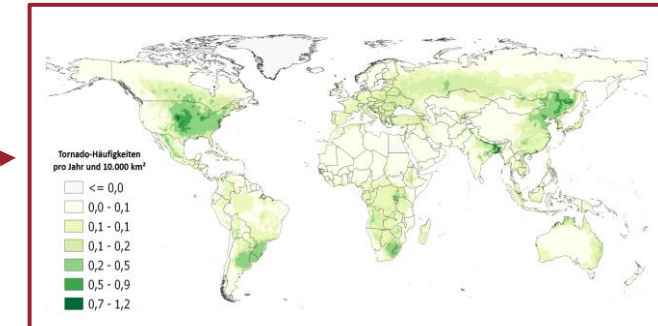 Tornado-Häufigkeiten
pro Jahr und 10.000 km²
<= 0,0
0,0 - 0,1
0,1 - 0,1
0,1 - 0,2
0,2 - 0,5
0,5 - 0,9
0,7 - 1,2